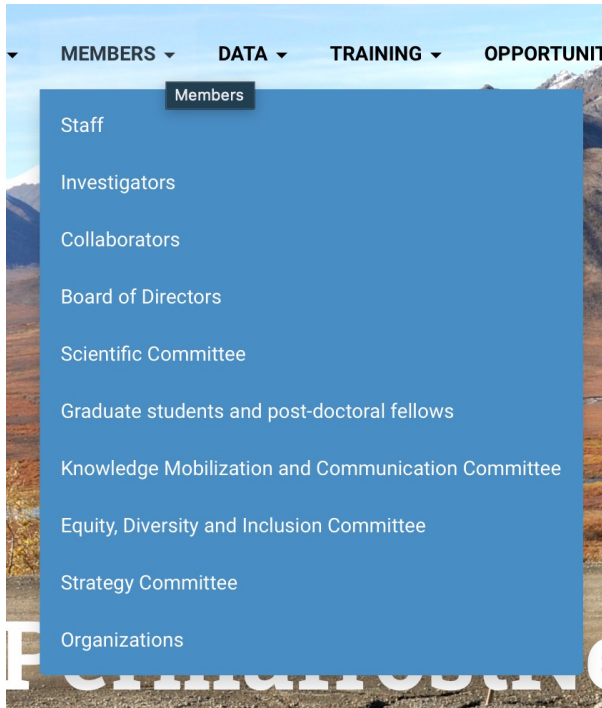 MEMBERS DATA TRAINING OPPORTUNIT
Members
Staff
Investigators
Collaborators
Board of Directors
Scientific Committee
Graduate students and post-doctoral fellows
Knowledge Mobilization and Communication Committee
Equity, Diversity and Inclusion Committee
Strategy Committee
Organizations